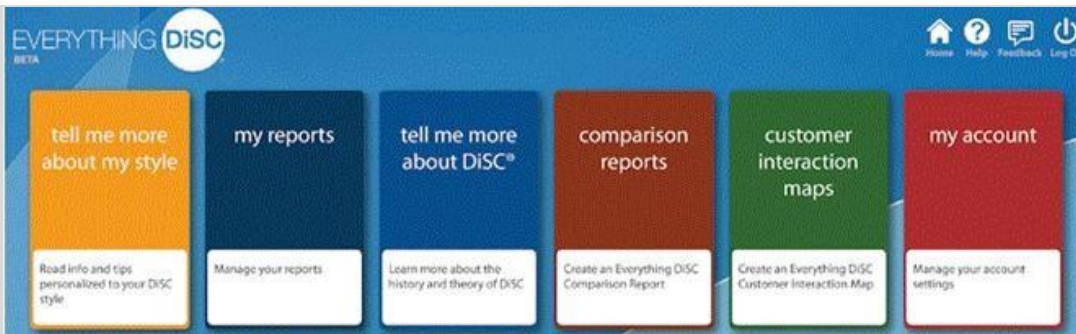 EVERYTHING DiSC
BETA
Home Help Feedback Log O
tell me more
about my style
my reports
tell me more
about DiSC®
comparison
reports
customer
interaction
maps
my account
Read info and tips
personalized to your DiSC
style
Manage your reports
Learn more about the
history and theory of DiSC
Create an Everything DiSC
Comparison Report
Create an Everything DiSC
Customer Interaction Map
Manage your account
settings